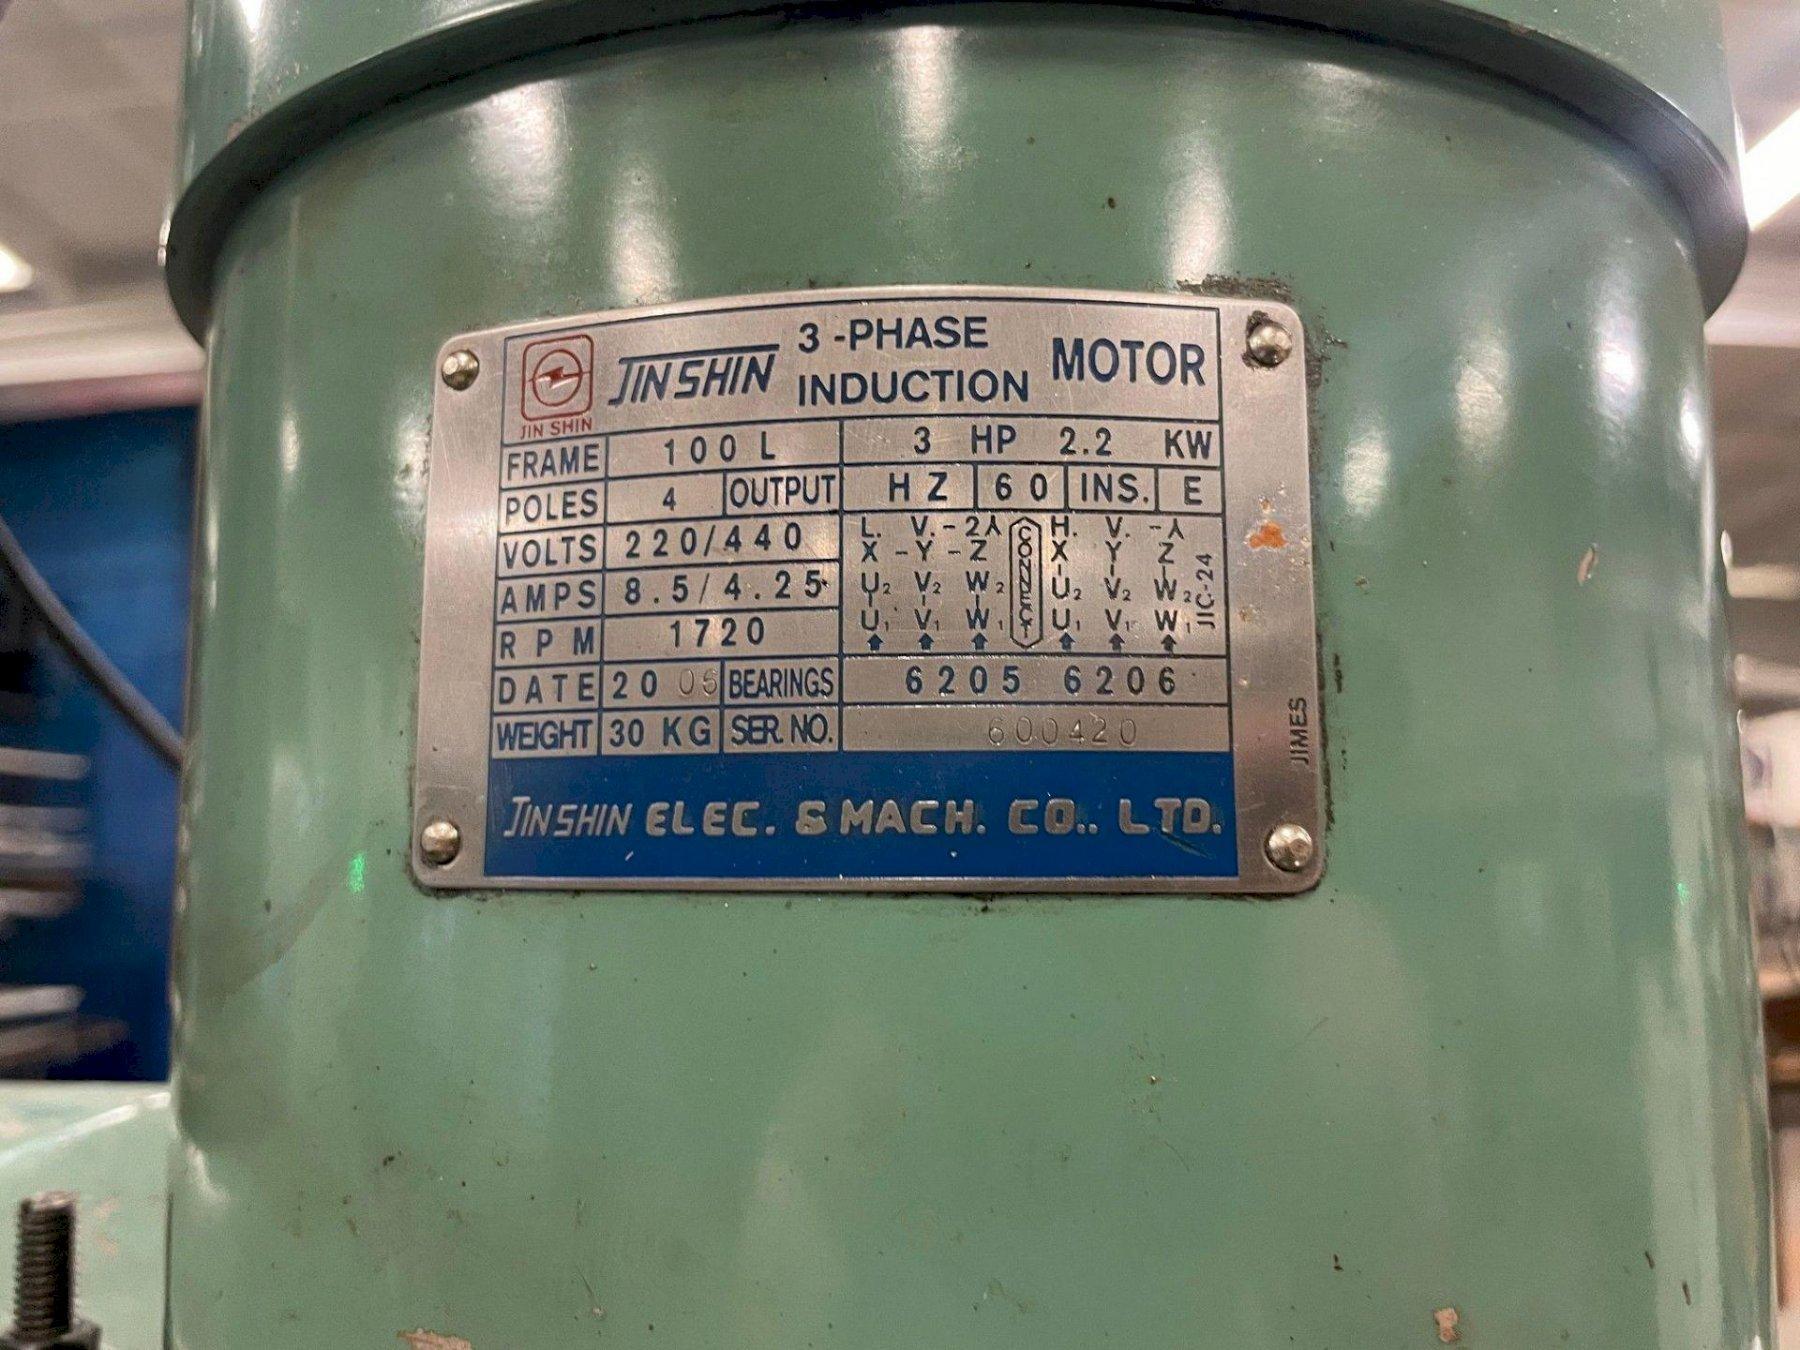 JIN SHIN
JINSHIN 3-PHASE INDUCTION MOTOR
FRAME 100 L 3 HP 2.2 KW
POLES 4 OUTPUT HZ 60 INS. E
VOLTS 220/440
AMPS 8.5/4.25
RPM 1720
L. V. - 2⅄ CONNECT H. V. - ⅄
X - Y - Z X Y Z
U₂ V₂ W₂ U₂ V₂ W₂
U₁ V₁ W₁ U₁ V₁ W₁
JIC-24
DATE 20 06 BEARINGS 6205 6206
WEIGHT 30 KG SER. NO. 600420
JIMES
JINSHIN ELEC. & MACH. CO.. LTD.